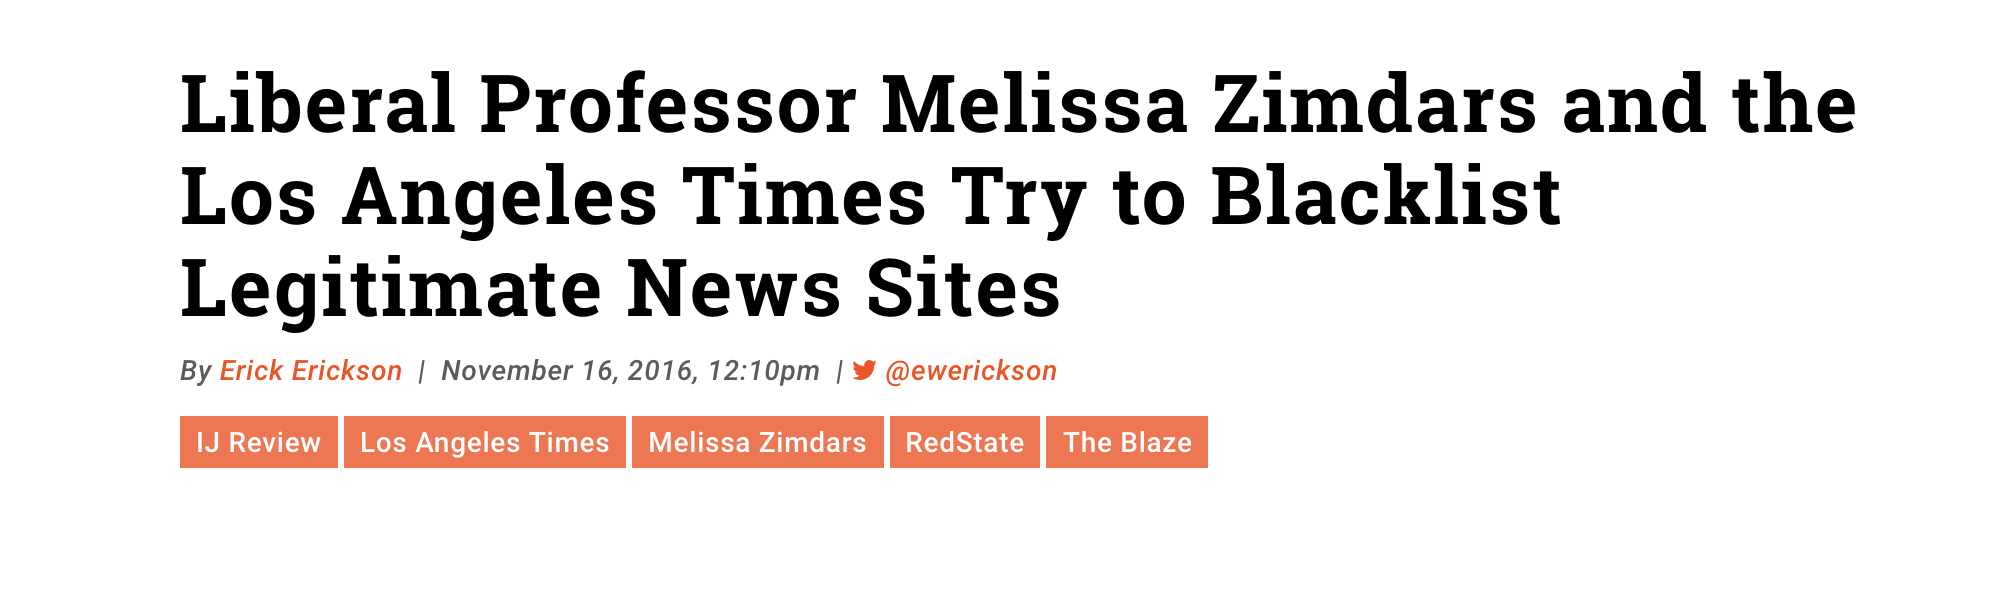 Liberal Professor Melissa Zimdars and the
Los Angeles Times Try to Blacklist
Legitimate News Sites
By Erick Erickson | November 16, 2016, 12:10pm | @ewerickson
IJ Review Los Angeles Times Melissa Zimdars RedState The Blaze